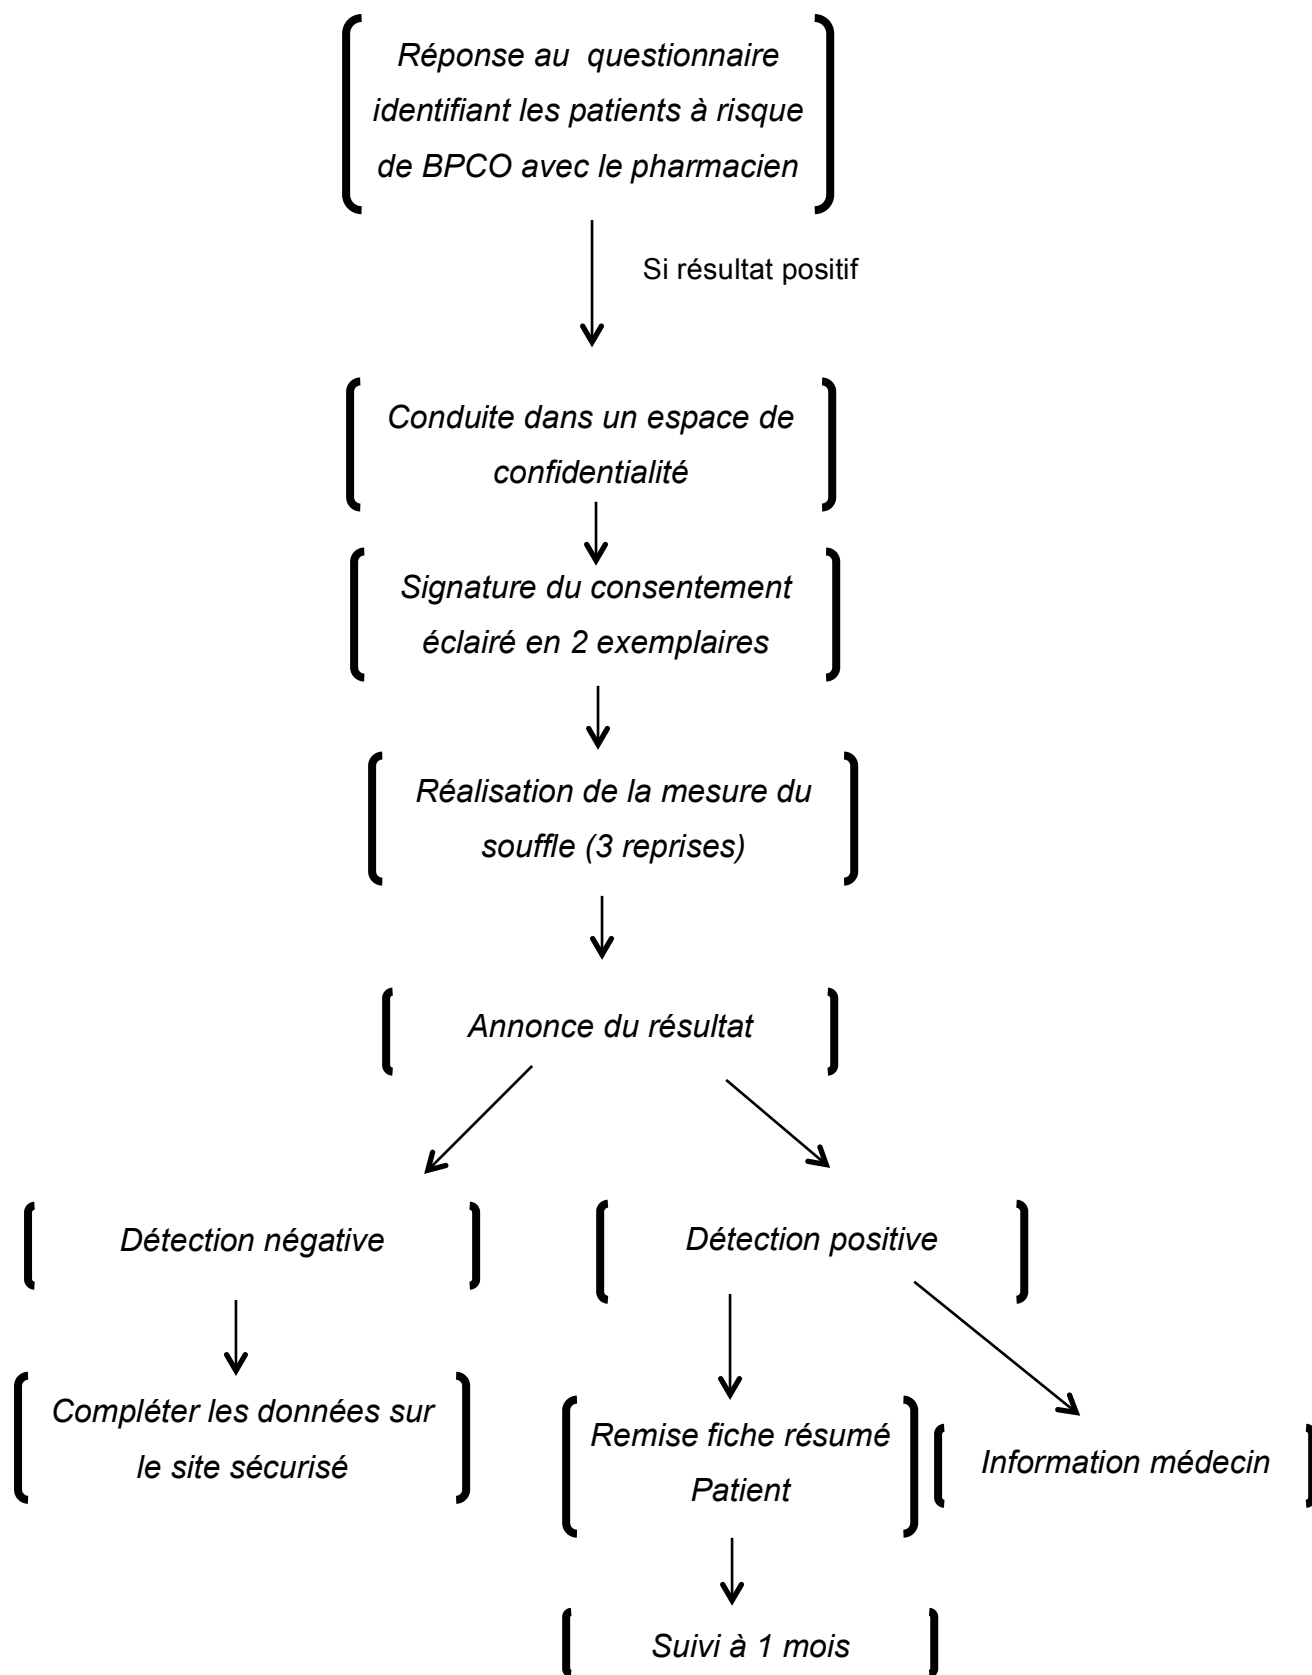 Réponse au questionnaire
identifiant les patients à risque
de BPCO avec le pharmacien
Si résultat positif
Conduite dans un espace de
confidentialité
Signature du consentement
éclairé en 2 exemplaires
Réalisation de la mesure du
souffle (3 reprises)
Annonce du résultat
Détection négative
Détection positive
Compléter les données sur
le site sécurisé
Remise fiche résumé
Patient
Information médecin
Suivi à 1 mois